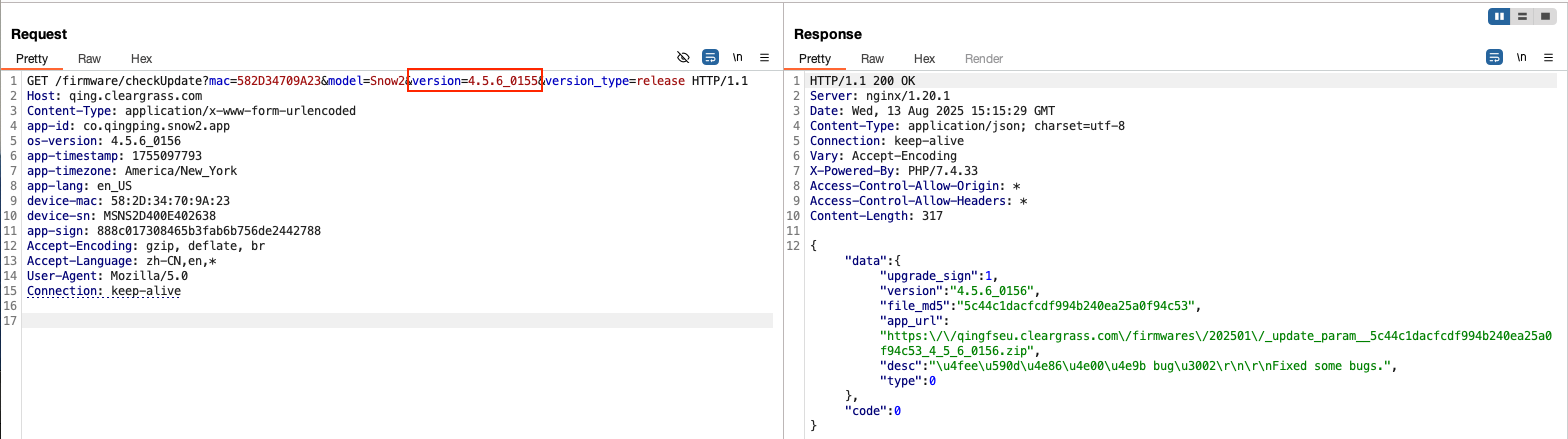 Request
Pretty Raw Hex \n
1 GET /firmware/checkUpdate?mac=582D34709A23&model=Snow2&version=4.5.6_0155&version_type=release HTTP/1.1
2 Host: qing.cleargrass.com
3 Content-Type: application/x-www-form-urlencoded
4 app-id: co.qingping.snow2.app
5 os-version: 4.5.6_0156
6 app-timestamp: 1755097793
7 app-timezone: America/New_York
8 app-lang: en_US
9 device-mac: 58:2D:34:70:9A:23
10 device-sn: MSNS2D400E402638
11 app-sign: 888c017308465b3fab6b756de2442788
12 Accept-Encoding: gzip, deflate, br
13 Accept-Language: zh-CN,en,*
14 User-Agent: Mozilla/5.0
15 Connection: keep-alive
16
17
Response
Pretty Raw Hex Render \n
1 HTTP/1.1 200 OK
2 Server: nginx/1.20.1
3 Date: Wed, 13 Aug 2025 15:15:29 GMT
4 Content-Type: application/json; charset=utf-8
5 Connection: keep-alive
6 Vary: Accept-Encoding
7 X-Powered-By: PHP/7.4.33
8 Access-Control-Allow-Origin: *
9 Access-Control-Allow-Headers: *
10 Content-Length: 317
11
12 {
"data":{
"upgrade_sign":1,
"version":"4.5.6_0156",
"file_md5":"5c44c1dacfcdf994b240ea25a0f94c53",
"app_url":
"https:\/\/qingfseu.cleargrass.com\/firmwares\/202501\/_update_param__5c44c1dacfcdf994b240ea25a0
f94c53_4_5_6_0156.zip",
"desc":"\u4fee\u590d\u4e86\u4e00\u4e9b bug\u3002\r\n\r\nFixed some bugs.",
"type":0
},
"code":0
}